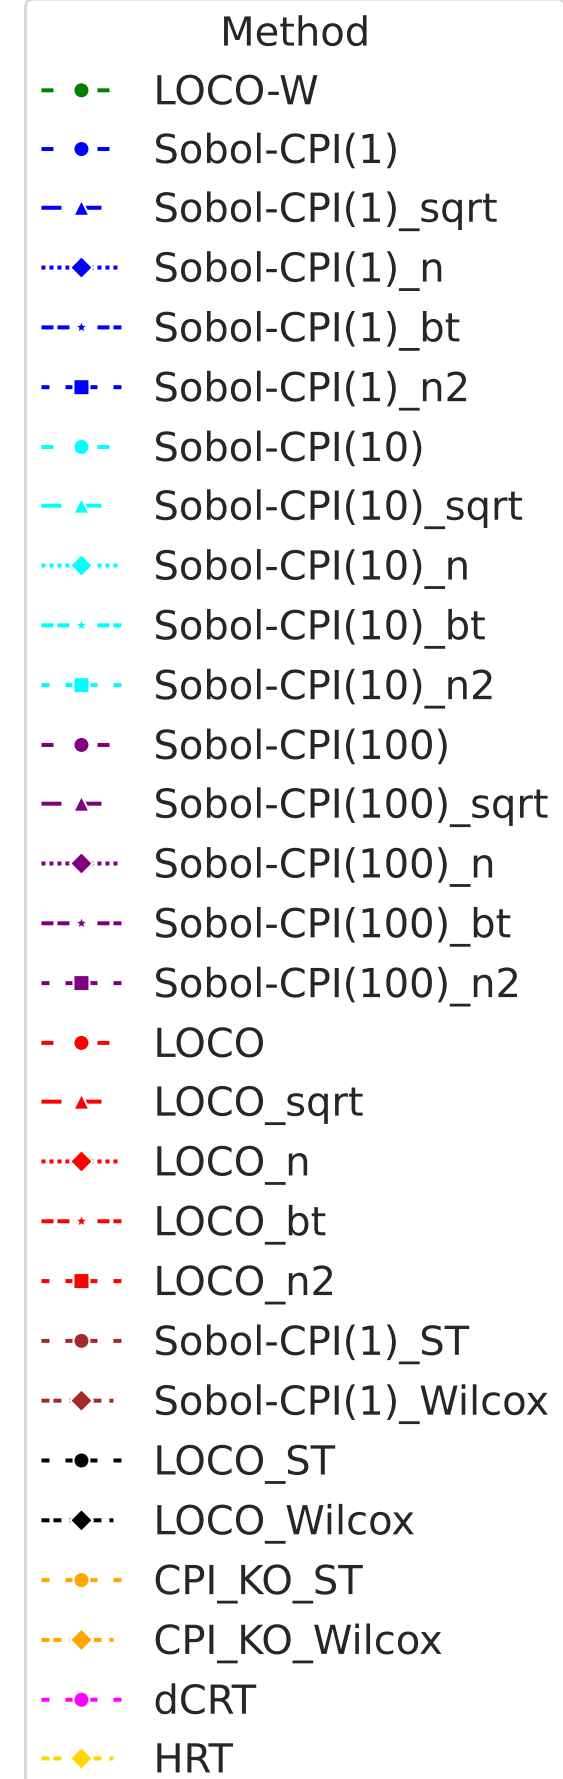 Method
LOCO-W
Sobol-CPI(1)
Sobol-CPI(1)_sqrt
Sobol-CPI(1)_n
Sobol-CPI(1)_bt
Sobol-CPI(1)_n2
Sobol-CPI(10)
Sobol-CPI(10)_sqrt
Sobol-CPI(10)_n
Sobol-CPI(10)_bt
Sobol-CPI(10)_n2
Sobol-CPI(100)
Sobol-CPI(100)_sqrt
Sobol-CPI(100)_n
Sobol-CPI(100)_bt
Sobol-CPI(100)_n2
LOCO
LOCO_sqrt
LOCO_n
LOCO_bt
LOCO_n2
Sobol-CPI(1)_ST
Sobol-CPI(1)_Wilcox
LOCO_ST
LOCO_Wilcox
CPI_KO_ST
CPI_KO_Wilcox
dCRT
HRT